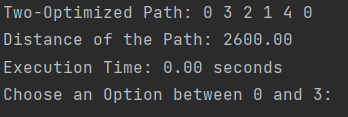 Two-Optimized Path: 0 3 2 1 4 0
Distance of the Path: 2600.00
Execution Time: 0.00 seconds
Choose an Option between 0 and 3: